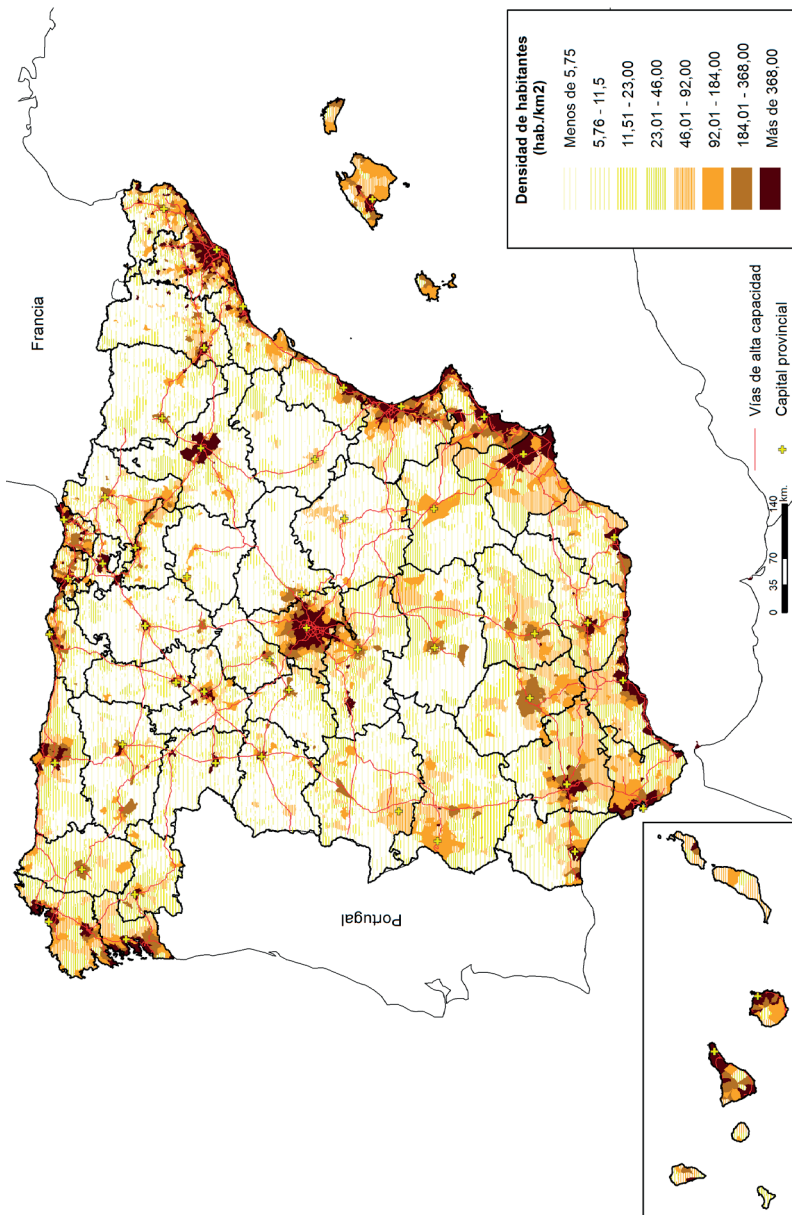 Francia
Portugal
Densidad de habitantes
(hab./km2)
Menos de 5,75
5,76 - 11,5
11,51 - 23,00
23,01 - 46,00
46,01 - 92,00
92,01 - 184,00
184,01 - 368,00
Más de 368,00
Vías de alta capacidad
Capital provincial
0 35 70 140
km.